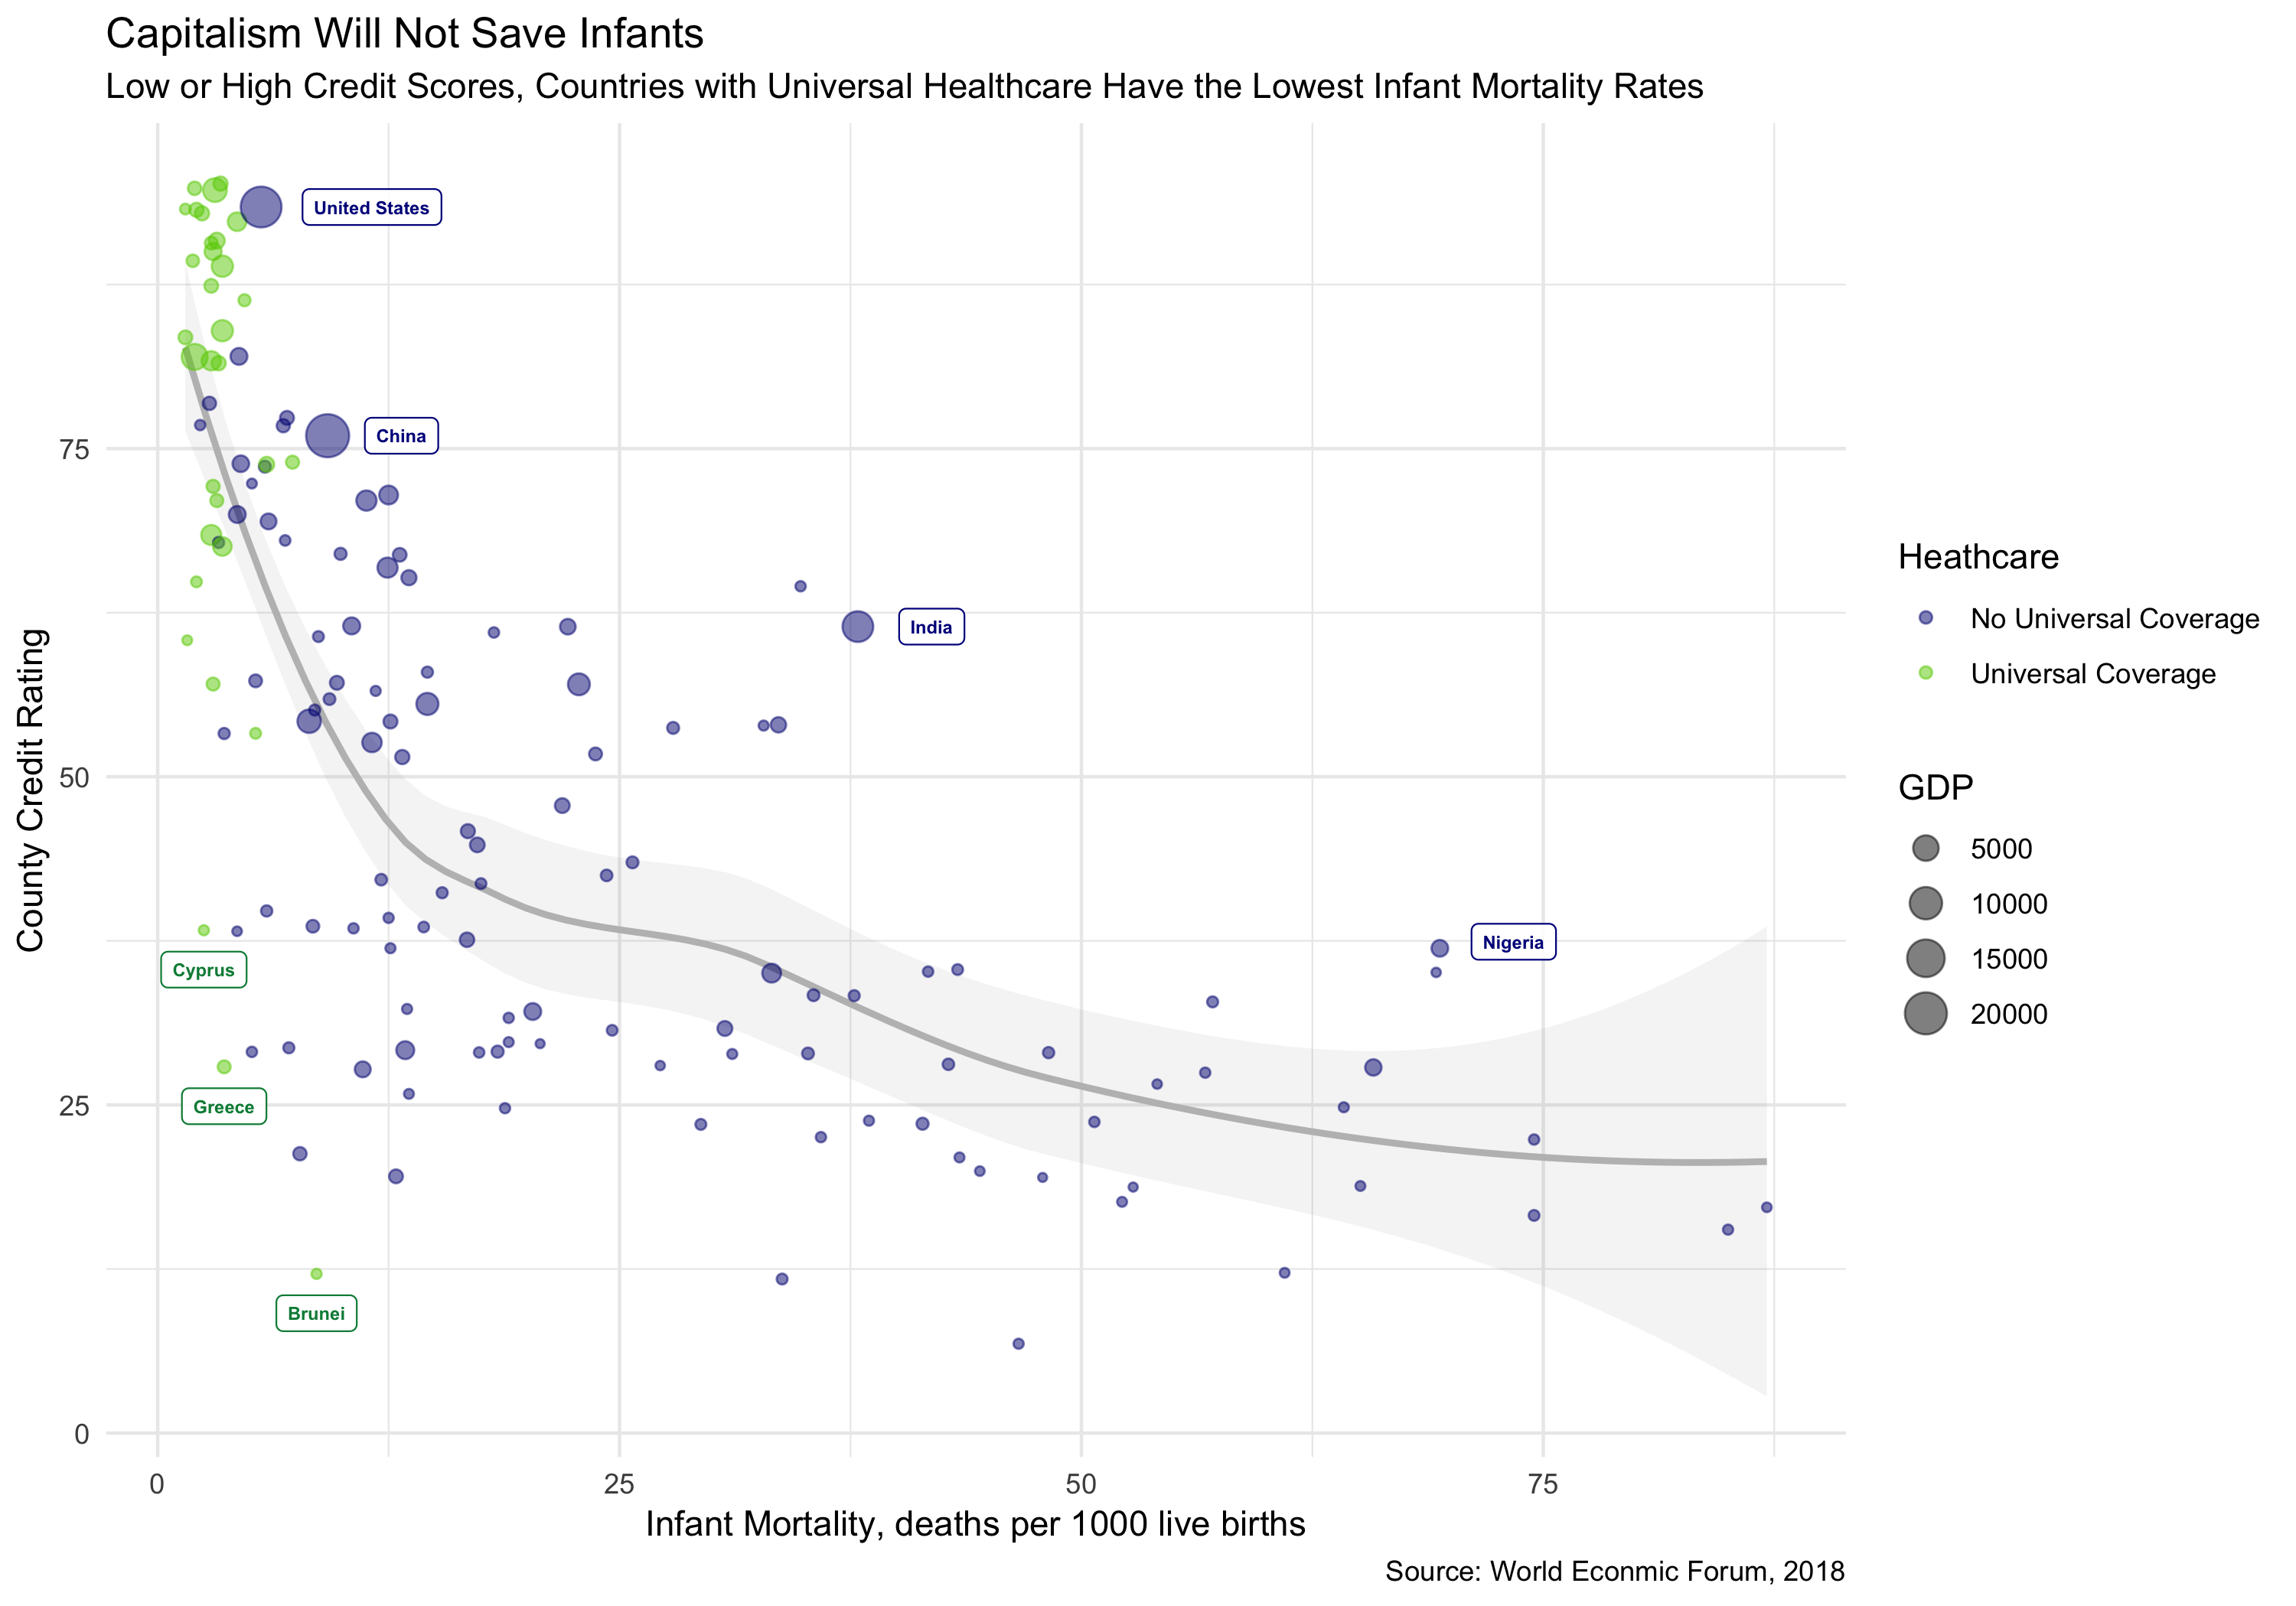 Capitalism Will Not Save Infants
Low or High Credit Scores, Countries with Universal Healthcare Have the Lowest Infant Mortality Rates
County Credit Rating
75
50
25
0
United States
China
India
Nigeria
Cyprus
Greece
Brunei
0
25
50
75
Infant Mortality, deaths per 1000 live births
Heathcare
No Universal Coverage
Universal Coverage
GDP
5000
10000
15000
20000
Source: World Econmic Forum, 2018